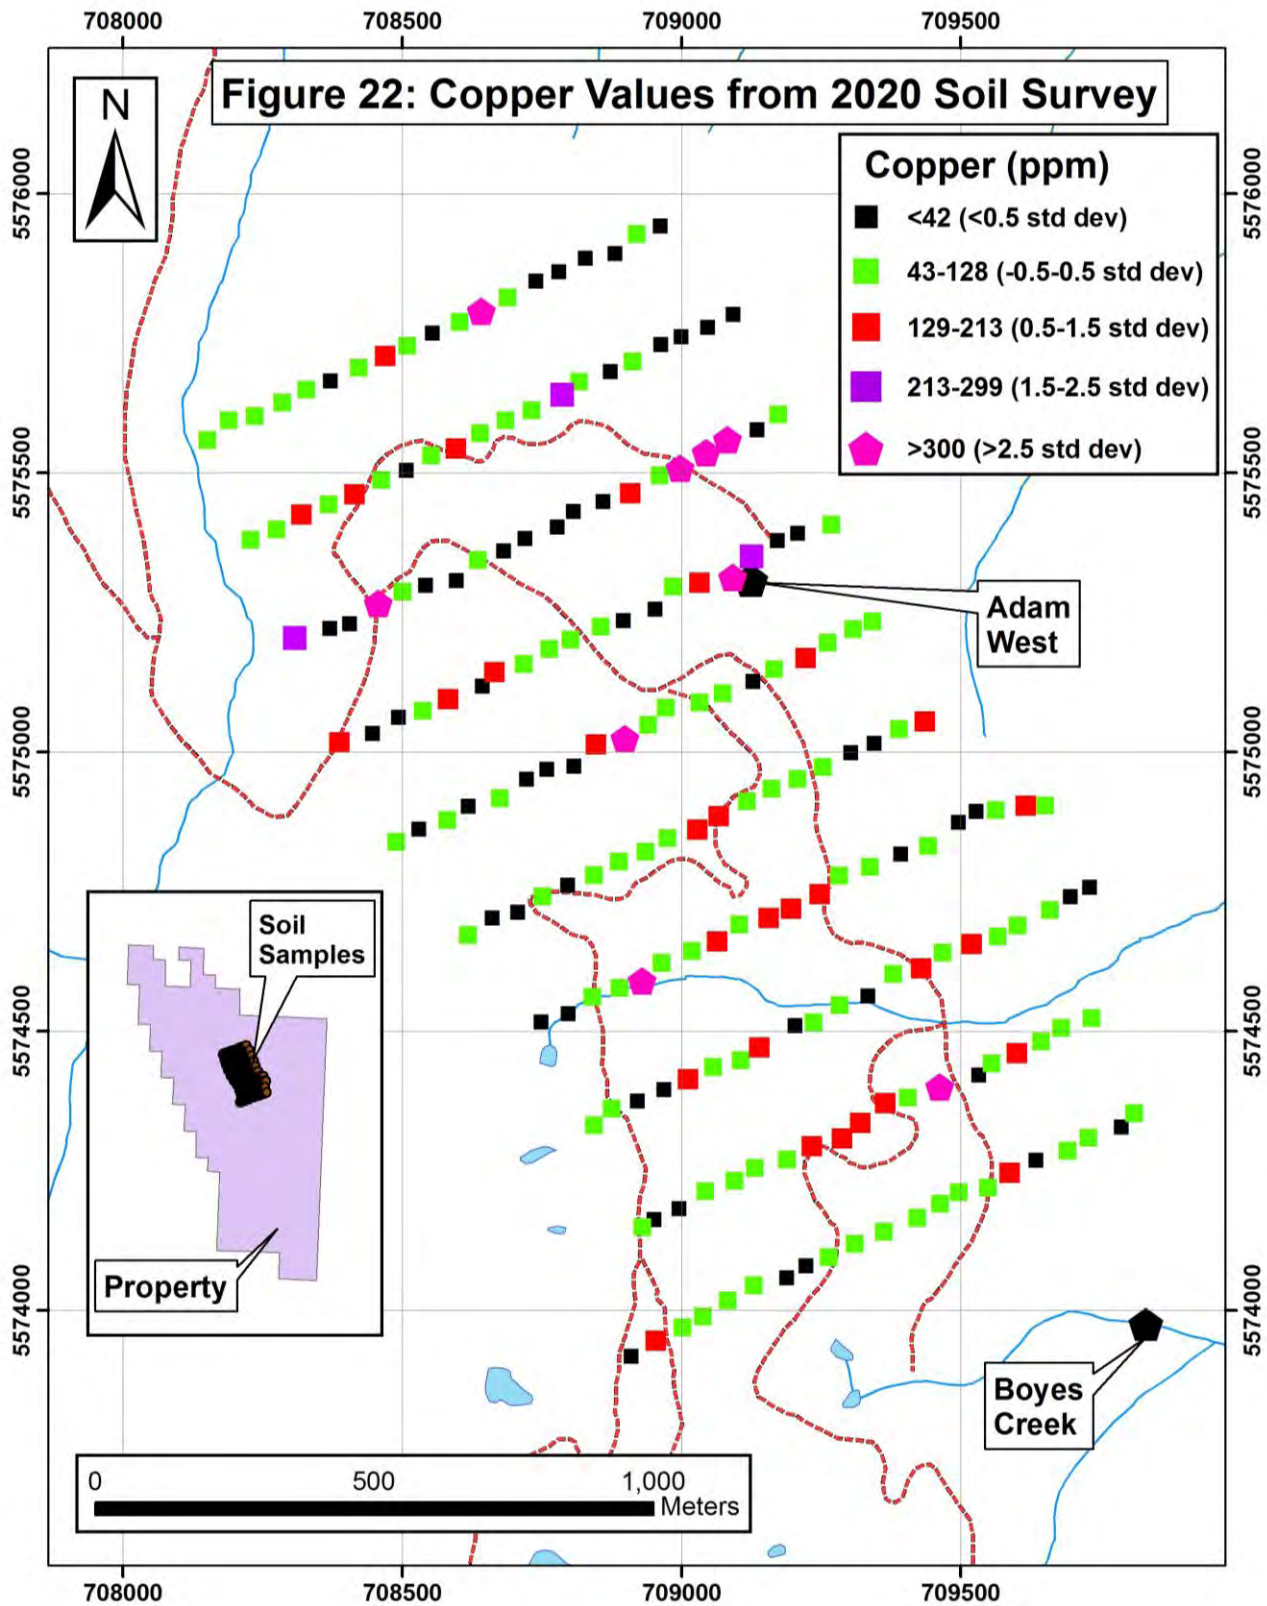 708000 708500 709000 709500
Figure 22: Copper Values from 2020 Soil Survey
N
Copper (ppm)
<42 (<0.5 std dev)
43-128 (-0.5-0.5 std dev)
129-213 (0.5-1.5 std dev)
213-299 (1.5-2.5 std dev)
>300 (>2.5 std dev)
5576000
5575500
5575000
5574500
5574000
5576000
5575500
5575000
5574500
5574000
Adam
West
Soil
Samples
Property
Boyes
Creek
0 500 1,000
Meters
708000 708500 709000 709500